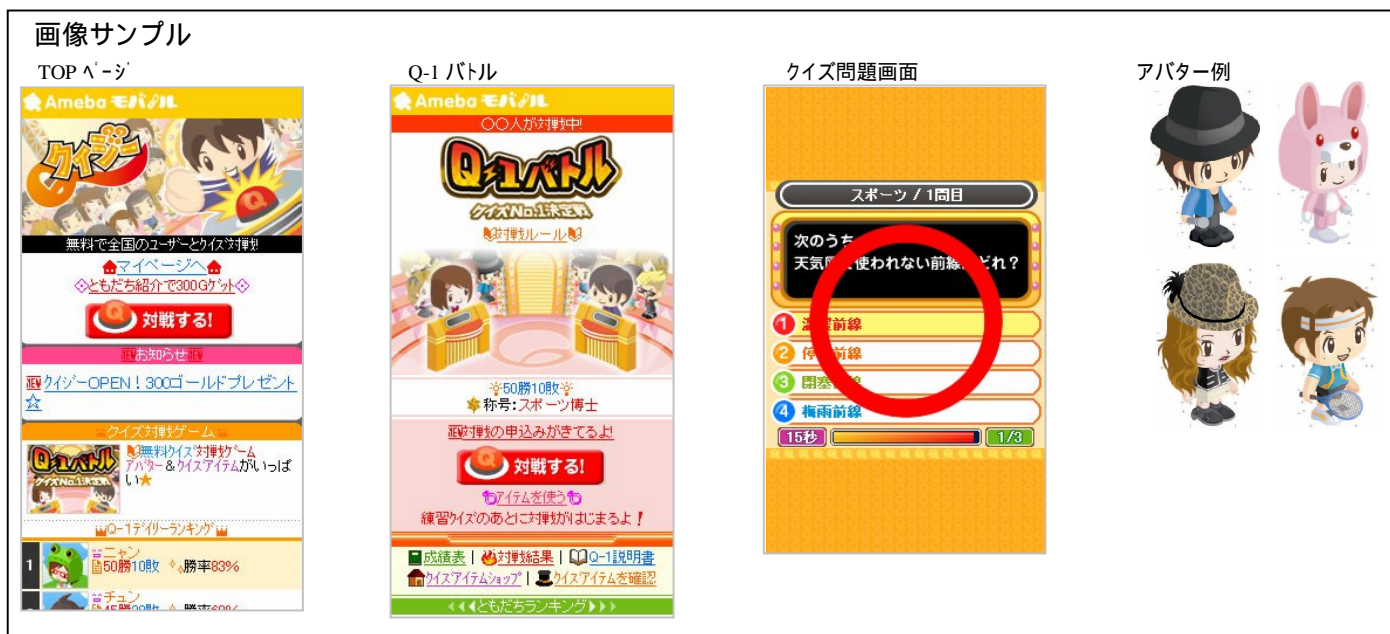 画像サンプル
TOP ページ
Ameba モバイル
クイジー
無料で全国のユーザーとクイズ対戦!
マイページへ
ともだち紹介で300Gゲット
対戦する!
お知らせ
クイジーOPEN!300ゴールドプレゼント
☆
クイズ対戦ゲーム
Q-1バトル
クイズNo.1決定戦
無料クイズ対戦ゲーム
アバター&クイズアイテムがいっぱ
い★
Q-1デイリーランキング
1
ニャン
50勝10敗 勝率83%
チュン
Q-1 バトル
Ameba モバイル
〇〇人が対戦中!
Q-1バトル
クイズNo.1決定戦
対戦ルール
50勝10敗
称号:スポーツ博士
対戦の申込みがきてるよ!
対戦する!
アイテムを使う
練習クイズのあとに対戦がはじまるよ!
成績表 | 対戦結果 | Q-1説明書
クイズアイテムショップ | クイズアイテムを確認
ともだちランキング
クイズ問題画面
スポーツ / 1問目
次のうち
天気図で使われない前線はどれ?
1 温暖前線
2 停滞前線
3 閉塞前線
4 梅雨前線
15秒 1/3
アバター例